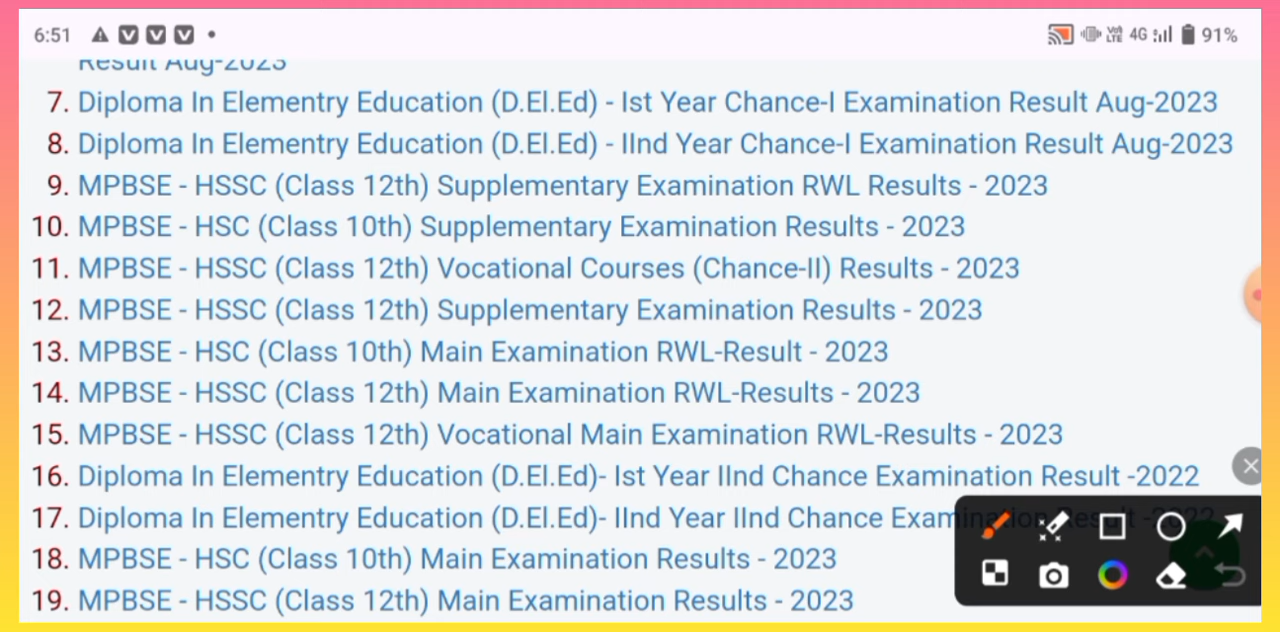 6:51 4G 91%
Result Aug-2023
7. Diploma In Elementry Education (D.El.Ed) - Ist Year Chance-I Examination Result Aug-2023
8. Diploma In Elementry Education (D.El.Ed) - IInd Year Chance-I Examination Result Aug-2023
9. MPBSE - HSSC (Class 12th) Supplementary Examination RWL Results - 2023
10. MPBSE - HSC (Class 10th) Supplementary Examination Results - 2023
11. MPBSE - HSSC (Class 12th) Vocational Courses (Chance-II) Results - 2023
12. MPBSE - HSSC (Class 12th) Supplementary Examination Results - 2023
13. MPBSE - HSC (Class 10th) Main Examination RWL-Result - 2023
14. MPBSE - HSSC (Class 12th) Main Examination RWL-Results - 2023
15. MPBSE - HSSC (Class 12th) Vocational Main Examination RWL-Results - 2023
16. Diploma In Elementry Education (D.El.Ed)- Ist Year IInd Chance Examination Result -2022
17. Diploma In Elementry Education (D.El.Ed)- IInd Year IInd Chance Examination Result -2022
18. MPBSE - HSC (Class 10th) Main Examination Results - 2023
19. MPBSE - HSSC (Class 12th) Main Examination Results - 2023